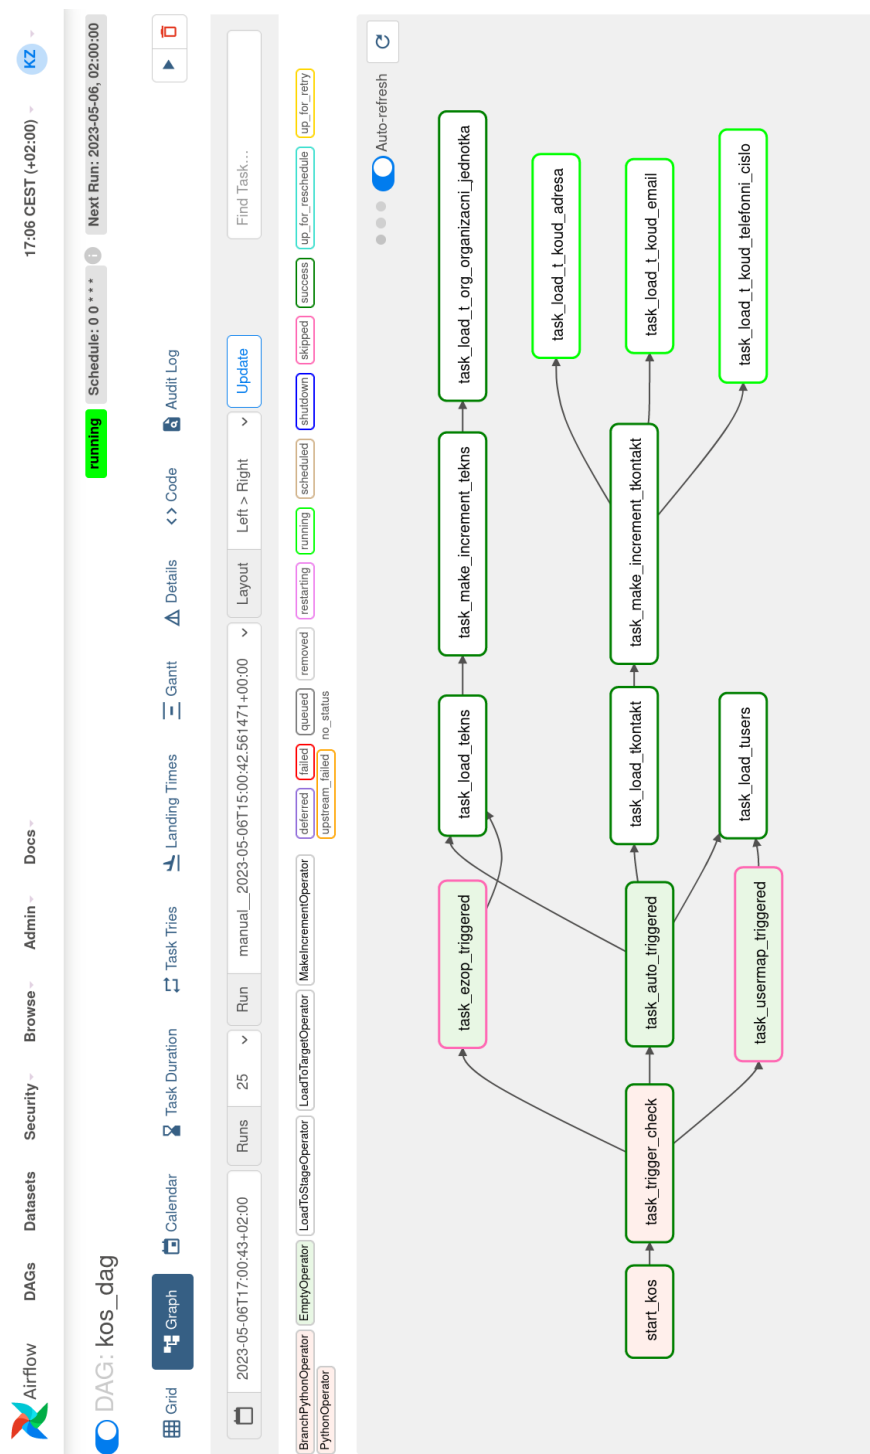 Airflow DAGs Datasets Security Browse Admin Docs 17:06 CEST (+02:00) KZ
DAG: kos_dag running Schedule: 0 0 * * * i Next Run: 2023-05-06, 02:00:00
Grid Graph Calendar Task Duration Task Tries Landing Times Gantt Details <> Code Audit Log
2023-05-06T17:00:43+02:00 Runs 25 Run manual__2023-05-06T15:00:42.561471+00:00 Layout Left > Right Update Find Task...
BranchPythonOperator EmptyOperator LoadToStageOperator LoadToTargetOperator MakeIncrementOperator deferred failed queued removed restarting running scheduled shutdown skipped success up_for_reschedule up_for_retry
PythonOperator upstream_failed no_status
Auto-refresh
task_ezop_triggered task_load_tekns task_make_increment_tekns task_load_t_org_organizacni_jednotka
task_load_t_koud_adresa
start_kos task_trigger_check task_auto_triggered task_load_tkontakt task_make_increment_tkontakt task_load_t_koud_email
task_usermap_triggered task_load_tusers task_load_t_koud_telefonni_cislo